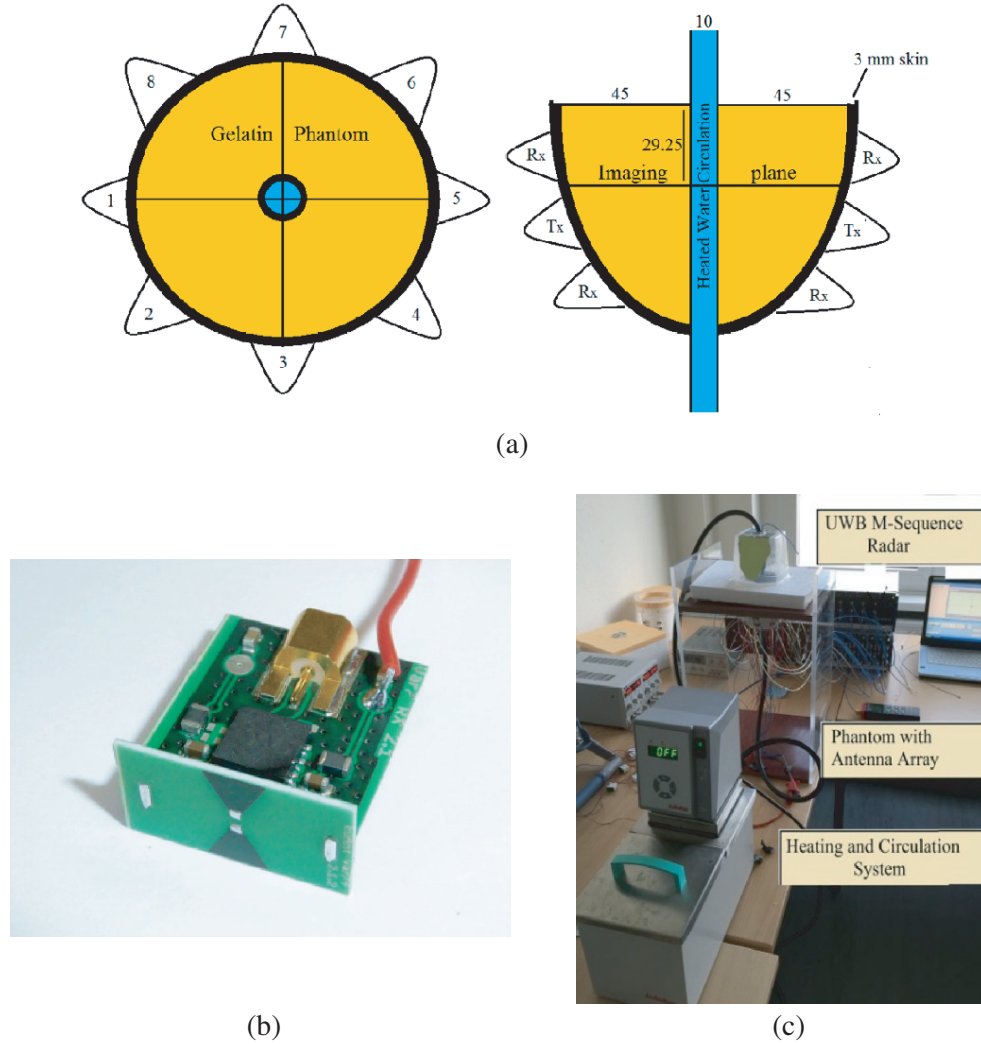 7
8
6
Gelatin Phantom
1
5
2
4
3
10
3 mm skin
45
45
29.25
Rx
Rx
Imaging plane
Heated Water Circulation
Tx
Tx
Rx
Rx
(a)
UWB M-Sequence
Radar
OFF
Phantom with
Antenna Array
Heating and Circulation
System
(b)
(c)